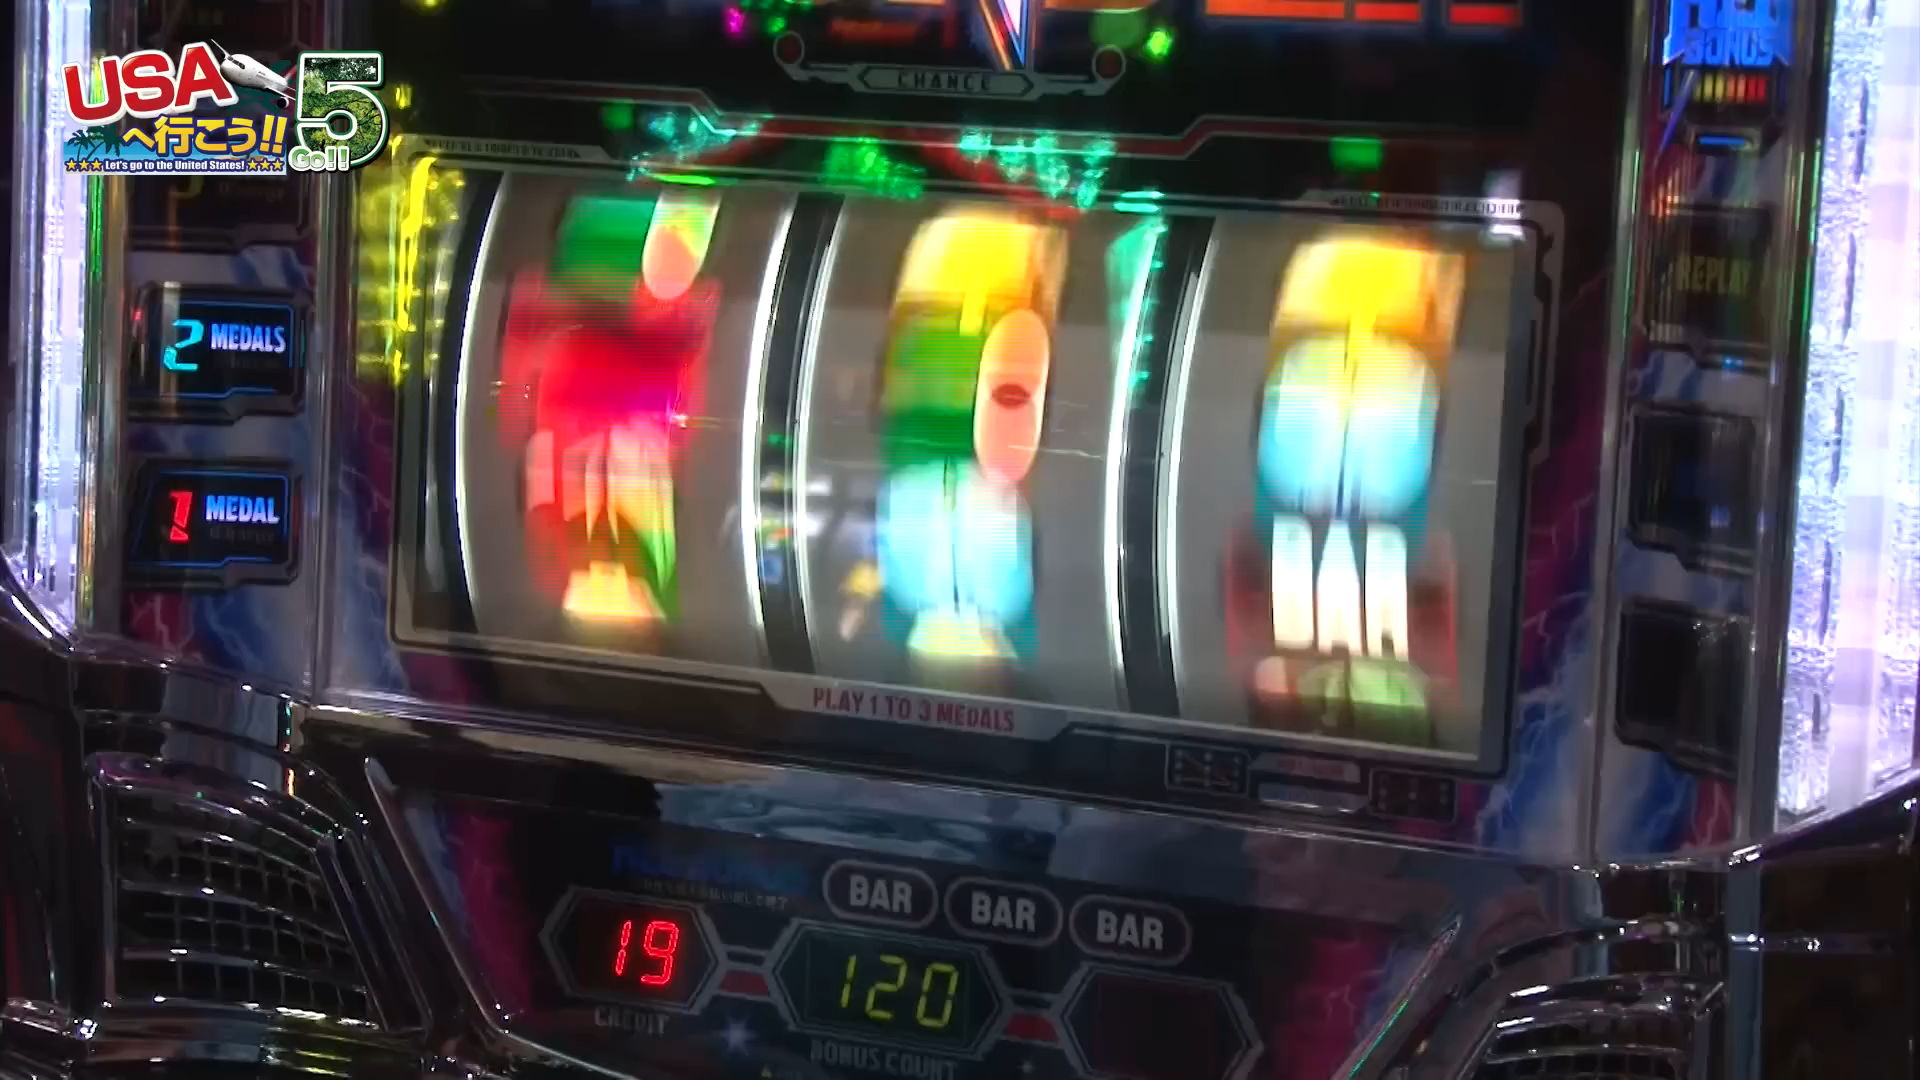 USA
へ行こう!!
5
Go!!
★★★ Let's go to the United States! ★★★
CHANCE
BONUS
REPLAY
2 MEDALS
1 MEDAL
PLAY 1 TO 3 MEDALS
BAR BAR BAR
19
120
CREDIT
BONUS COUNT